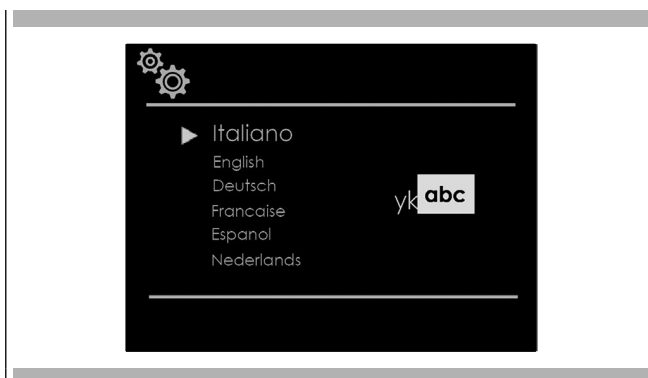 Italiano
English
Deutsch
Francaise
Espanol
Nederlands
yk abc